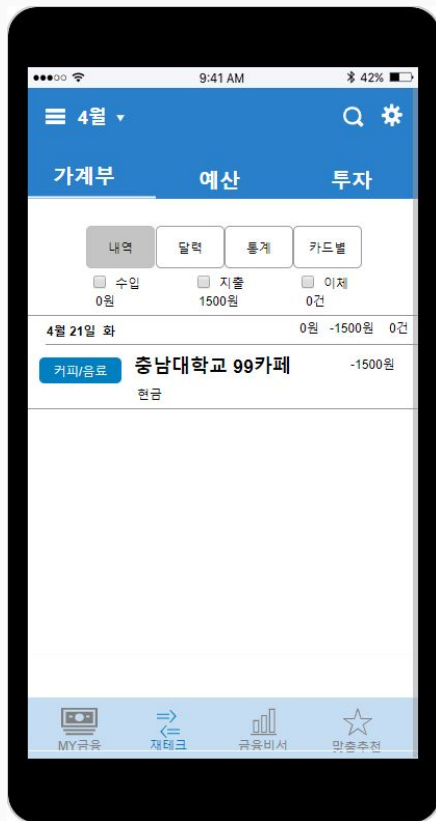 9:41 AM 42%
4월
가계부 예산 투자
내역 달력 통계 카드별
수입 지출 이체
0원 1500원 0건
4월 21일 화 0원 -1500원 0건
커피/음료 충남대학교 99카페 -1500원
현금
MY금융 재테크 금융비서 맞춤추천